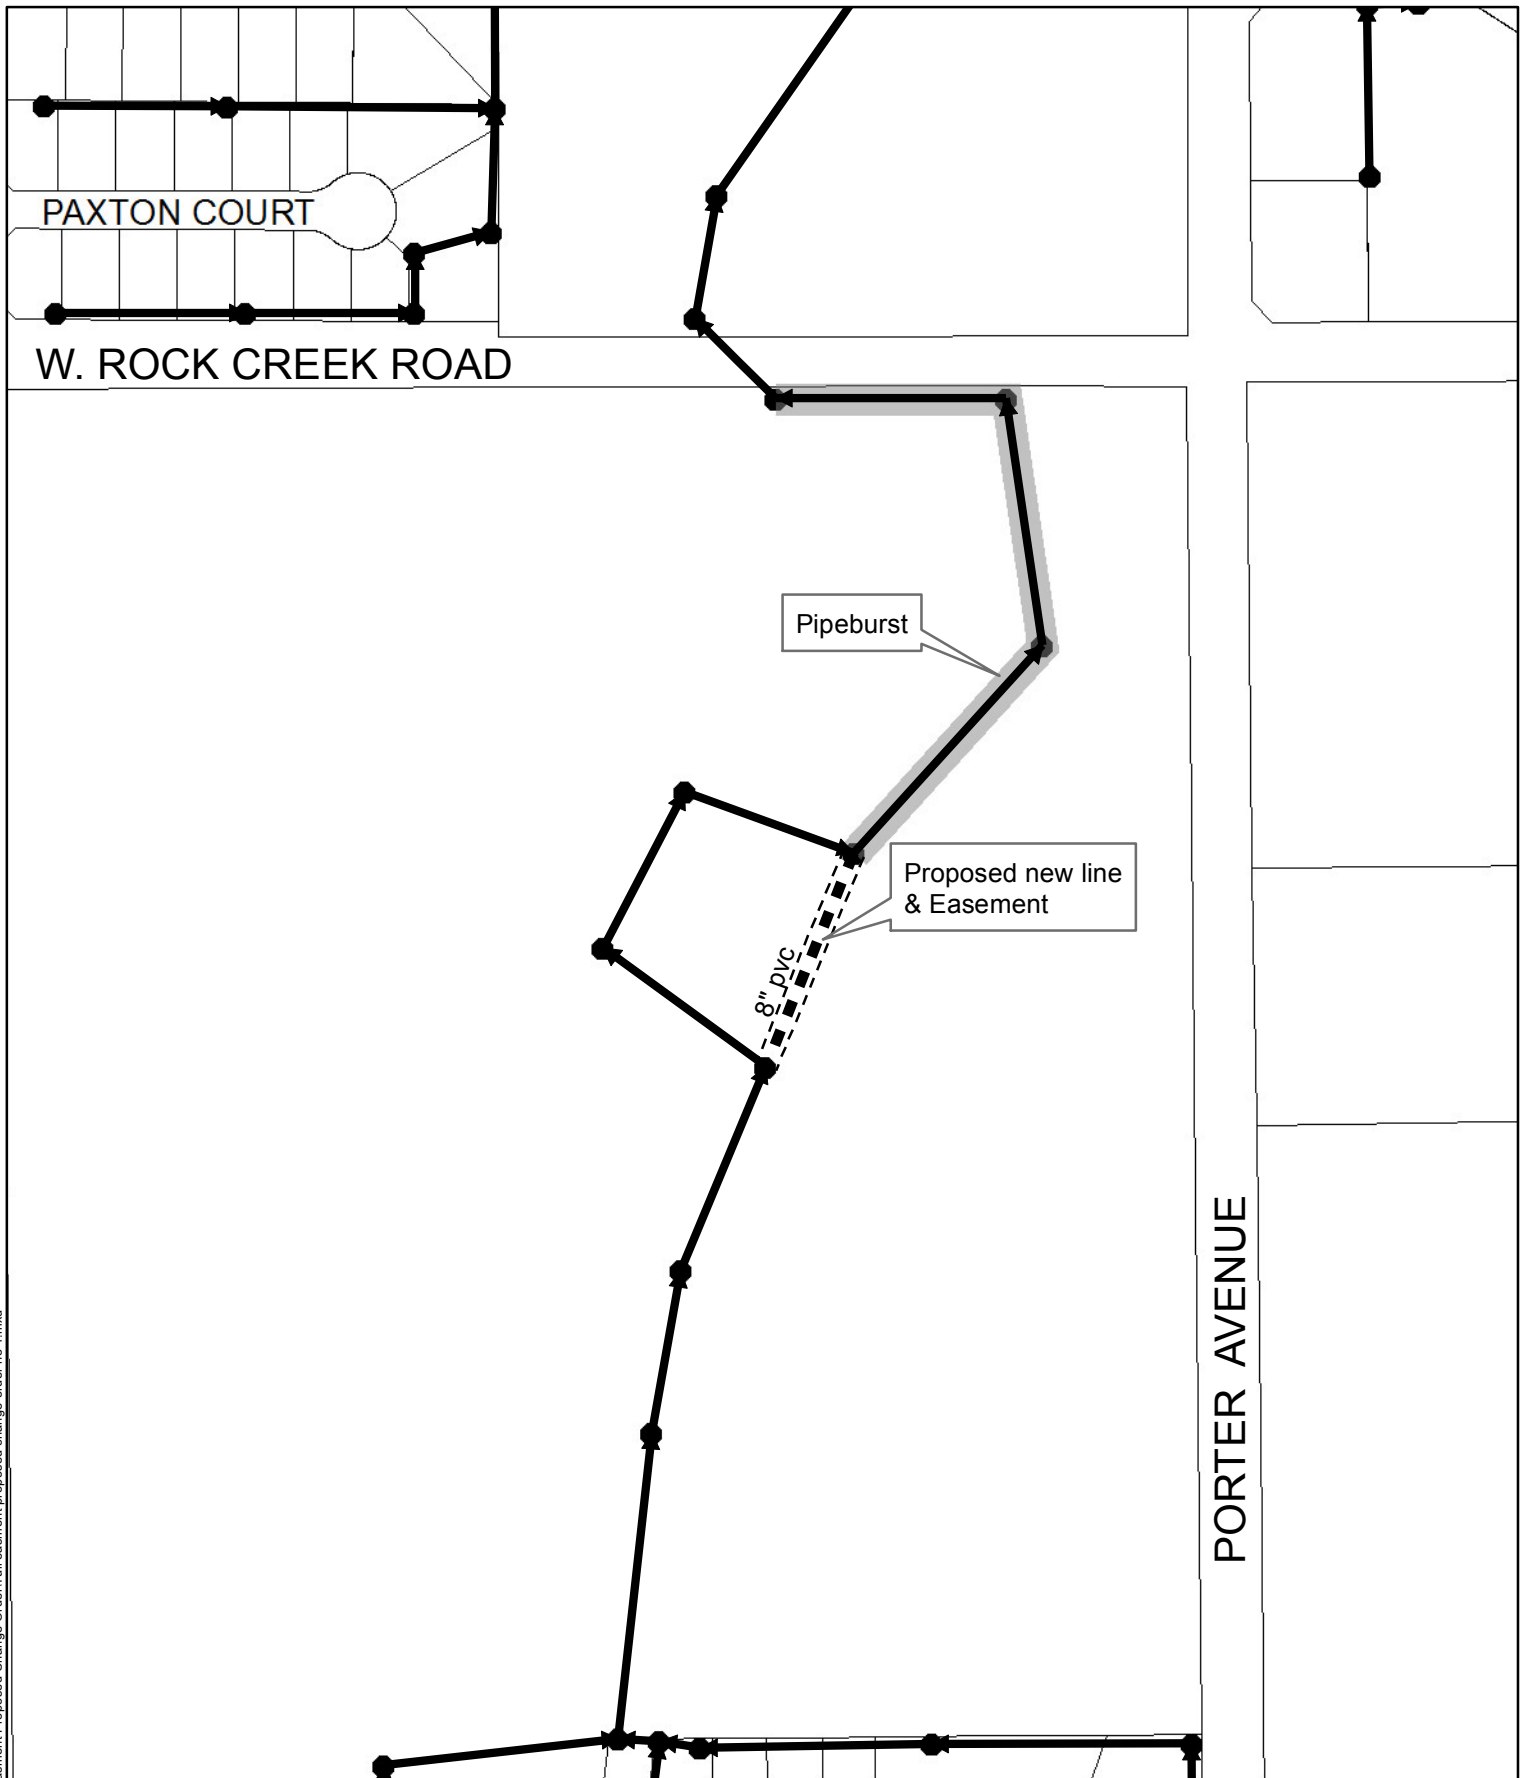 PAXTON COURT
W. ROCK CREEK ROAD
Pipeburst
Proposed new line
& Easement
8" pvc
PORTER AVENUE